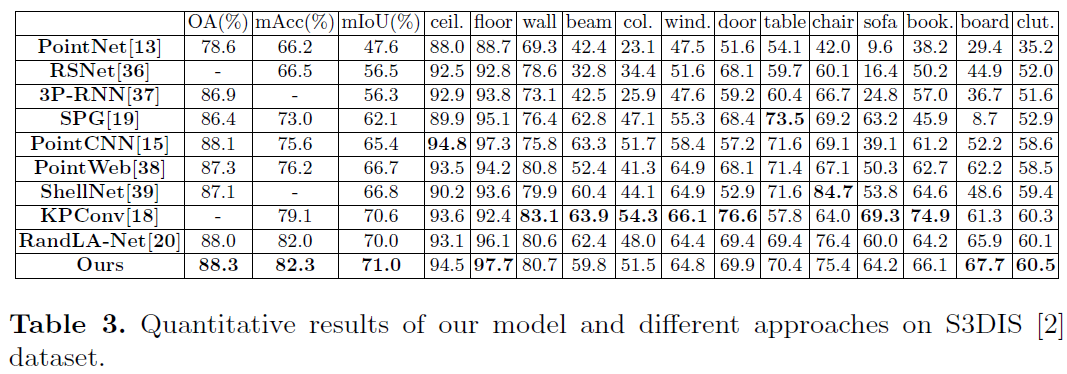 OA(%) mAcc(%) mIoU(%) ceil. floor wall beam col. wind. door table chair sofa book. board clut.
PointNet[13] 78.6 66.2 47.6 88.0 88.7 69.3 42.4 23.1 47.5 51.6 54.1 42.0 9.6 38.2 29.4 35.2
RSNet[36] - 66.5 56.5 92.5 92.8 78.6 32.8 34.4 51.6 68.1 59.7 60.1 16.4 50.2 44.9 52.0
3P-RNN[37] 86.9 - 56.3 92.9 93.8 73.1 42.5 25.9 47.6 59.2 60.4 66.7 24.8 57.0 36.7 51.6
SPG[19] 86.4 73.0 62.1 89.9 95.1 76.4 62.8 47.1 55.3 68.4 73.5 69.2 63.2 45.9 8.7 52.9
PointCNN[15] 88.1 75.6 65.4 94.8 97.3 75.8 63.3 51.7 58.4 57.2 71.6 69.1 39.1 61.2 52.2 58.6
PointWeb[38] 87.3 76.2 66.7 93.5 94.2 80.8 52.4 41.3 64.9 68.1 71.4 67.1 50.3 62.7 62.2 58.5
ShellNet[39] 87.1 - 66.8 90.2 93.6 79.9 60.4 44.1 64.9 52.9 71.6 84.7 53.8 64.6 48.6 59.4
KPConv[18] - 79.1 70.6 93.6 92.4 83.1 63.9 54.3 66.1 76.6 57.8 64.0 69.3 74.9 61.3 60.3
RandLA-Net[20] 88.0 82.0 70.0 93.1 96.1 80.6 62.4 48.0 64.4 69.4 69.4 76.4 60.0 64.2 65.9 60.1
Ours 88.3 82.3 71.0 94.5 97.7 80.7 59.8 51.5 64.8 69.9 70.4 75.4 64.2 66.1 67.7 60.5
Table 3. Quantitative results of our model and different approaches on S3DIS [2]
dataset.